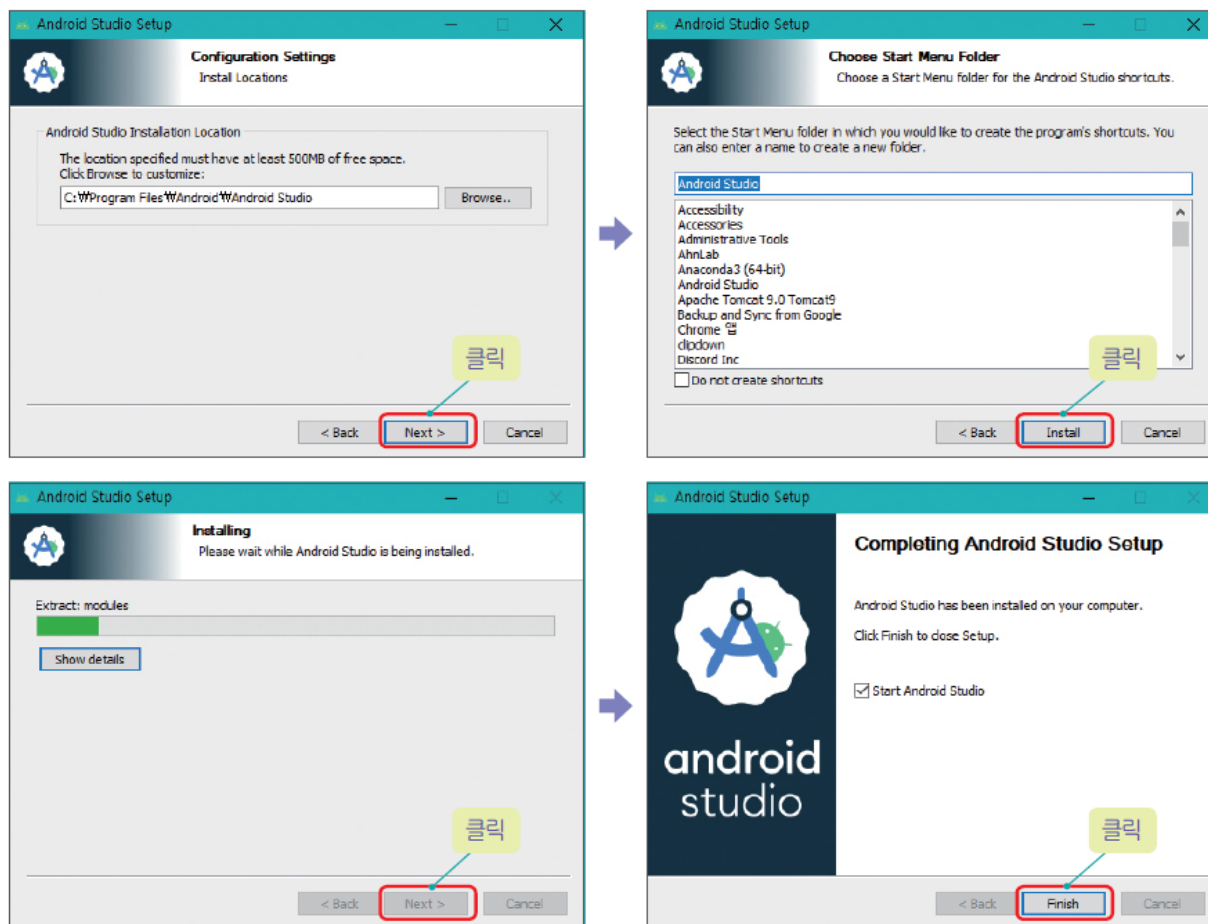 Android Studio Setup
Configuration Settings
Install Locations
Android Studio Installation Location
The location specified must have at least 500MB of free space.
Click Browse to customize:
C:₩Program Files₩Android₩Android Studio
Browse..
클릭
< Back
Next >
Cancel
Android Studio Setup
Choose Start Menu Folder
Choose a Start Menu folder for the Android Studio shortcuts.
Select the Start Menu folder in which you would like to create the program's shortcuts. You
can also enter a name to create a new folder.
Android Studio
Accessibility
Accessories
Administrative Tools
AhnLab
Anaconda3 (64-bit)
Android Studio
Apache Tomcat 9.0 Tomcat9
Backup and Sync from Google
Chrome 앱
clipdown
Discord Inc
클릭
Do not create shortcuts
< Back
Install
Cancel
Android Studio Setup
Installing
Please wait while Android Studio is being installed.
Extract: modules
Show details
클릭
< Back
Next >
Cancel
Android Studio Setup
Completing Android Studio Setup
Android Studio has been installed on your computer.
Click Finish to close Setup.
Start Android Studio
android
studio
클릭
< Back
Finish
Cancel